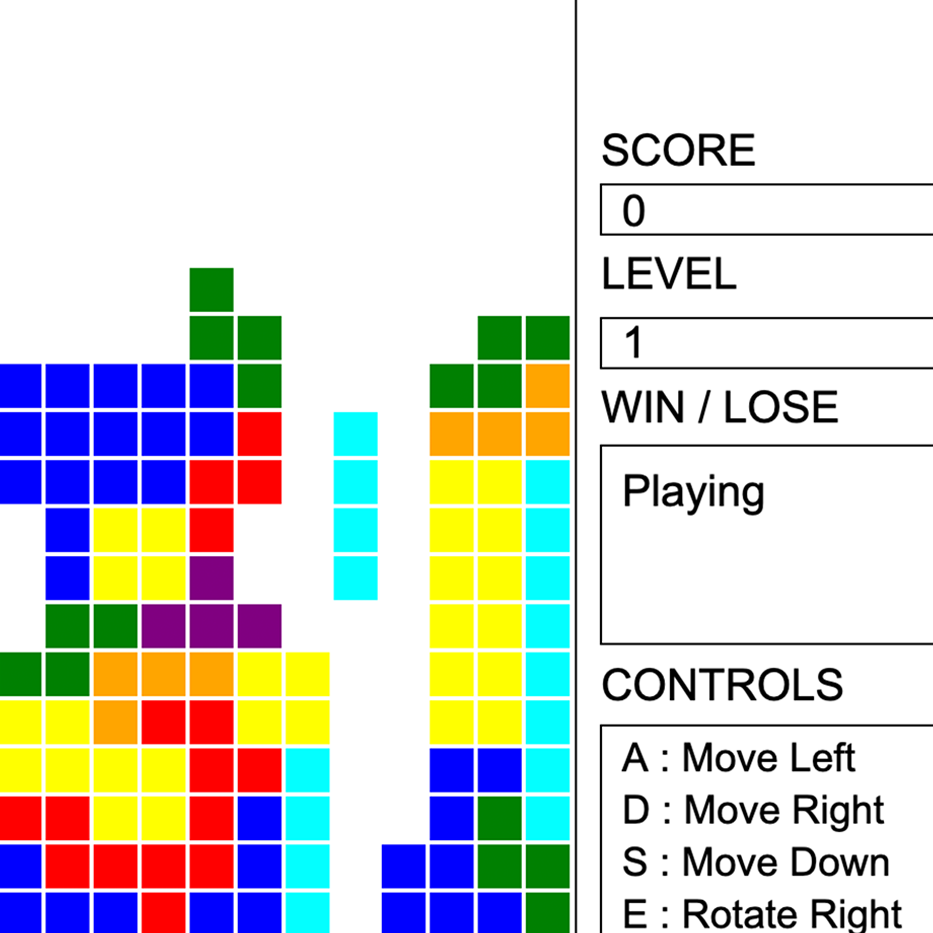 SCORE
0
LEVEL
1
WIN / LOSE
Playing
CONTROLS
A : Move Left
D : Move Right
S : Move Down
E : Rotate Right